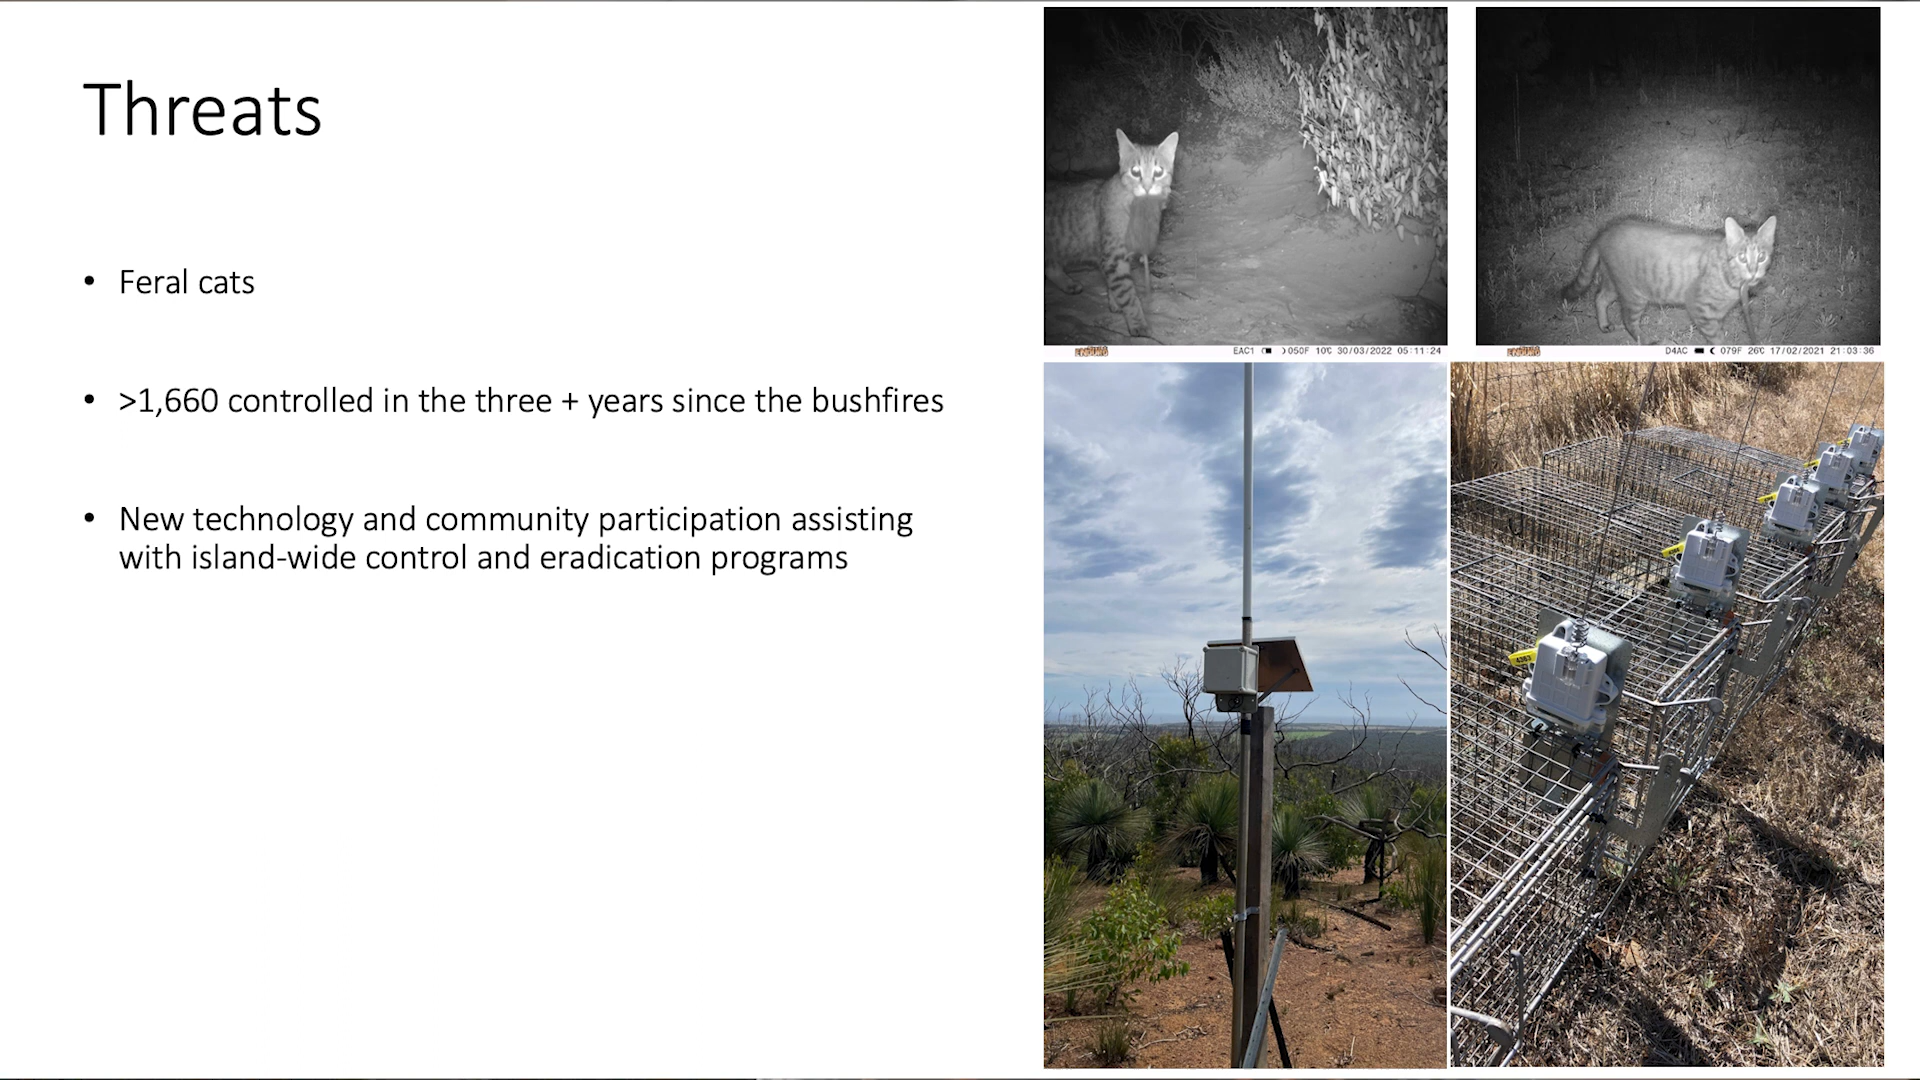 Threats
• Feral cats
• >1,660 controlled in the three + years since the bushfires
• New technology and community participation assisting
with island-wide control and eradication programs
EAC1 050F 10℃ 30/03/2022 05:11:24
D4AC 079F 26℃ 17/02/2021 21:03:36